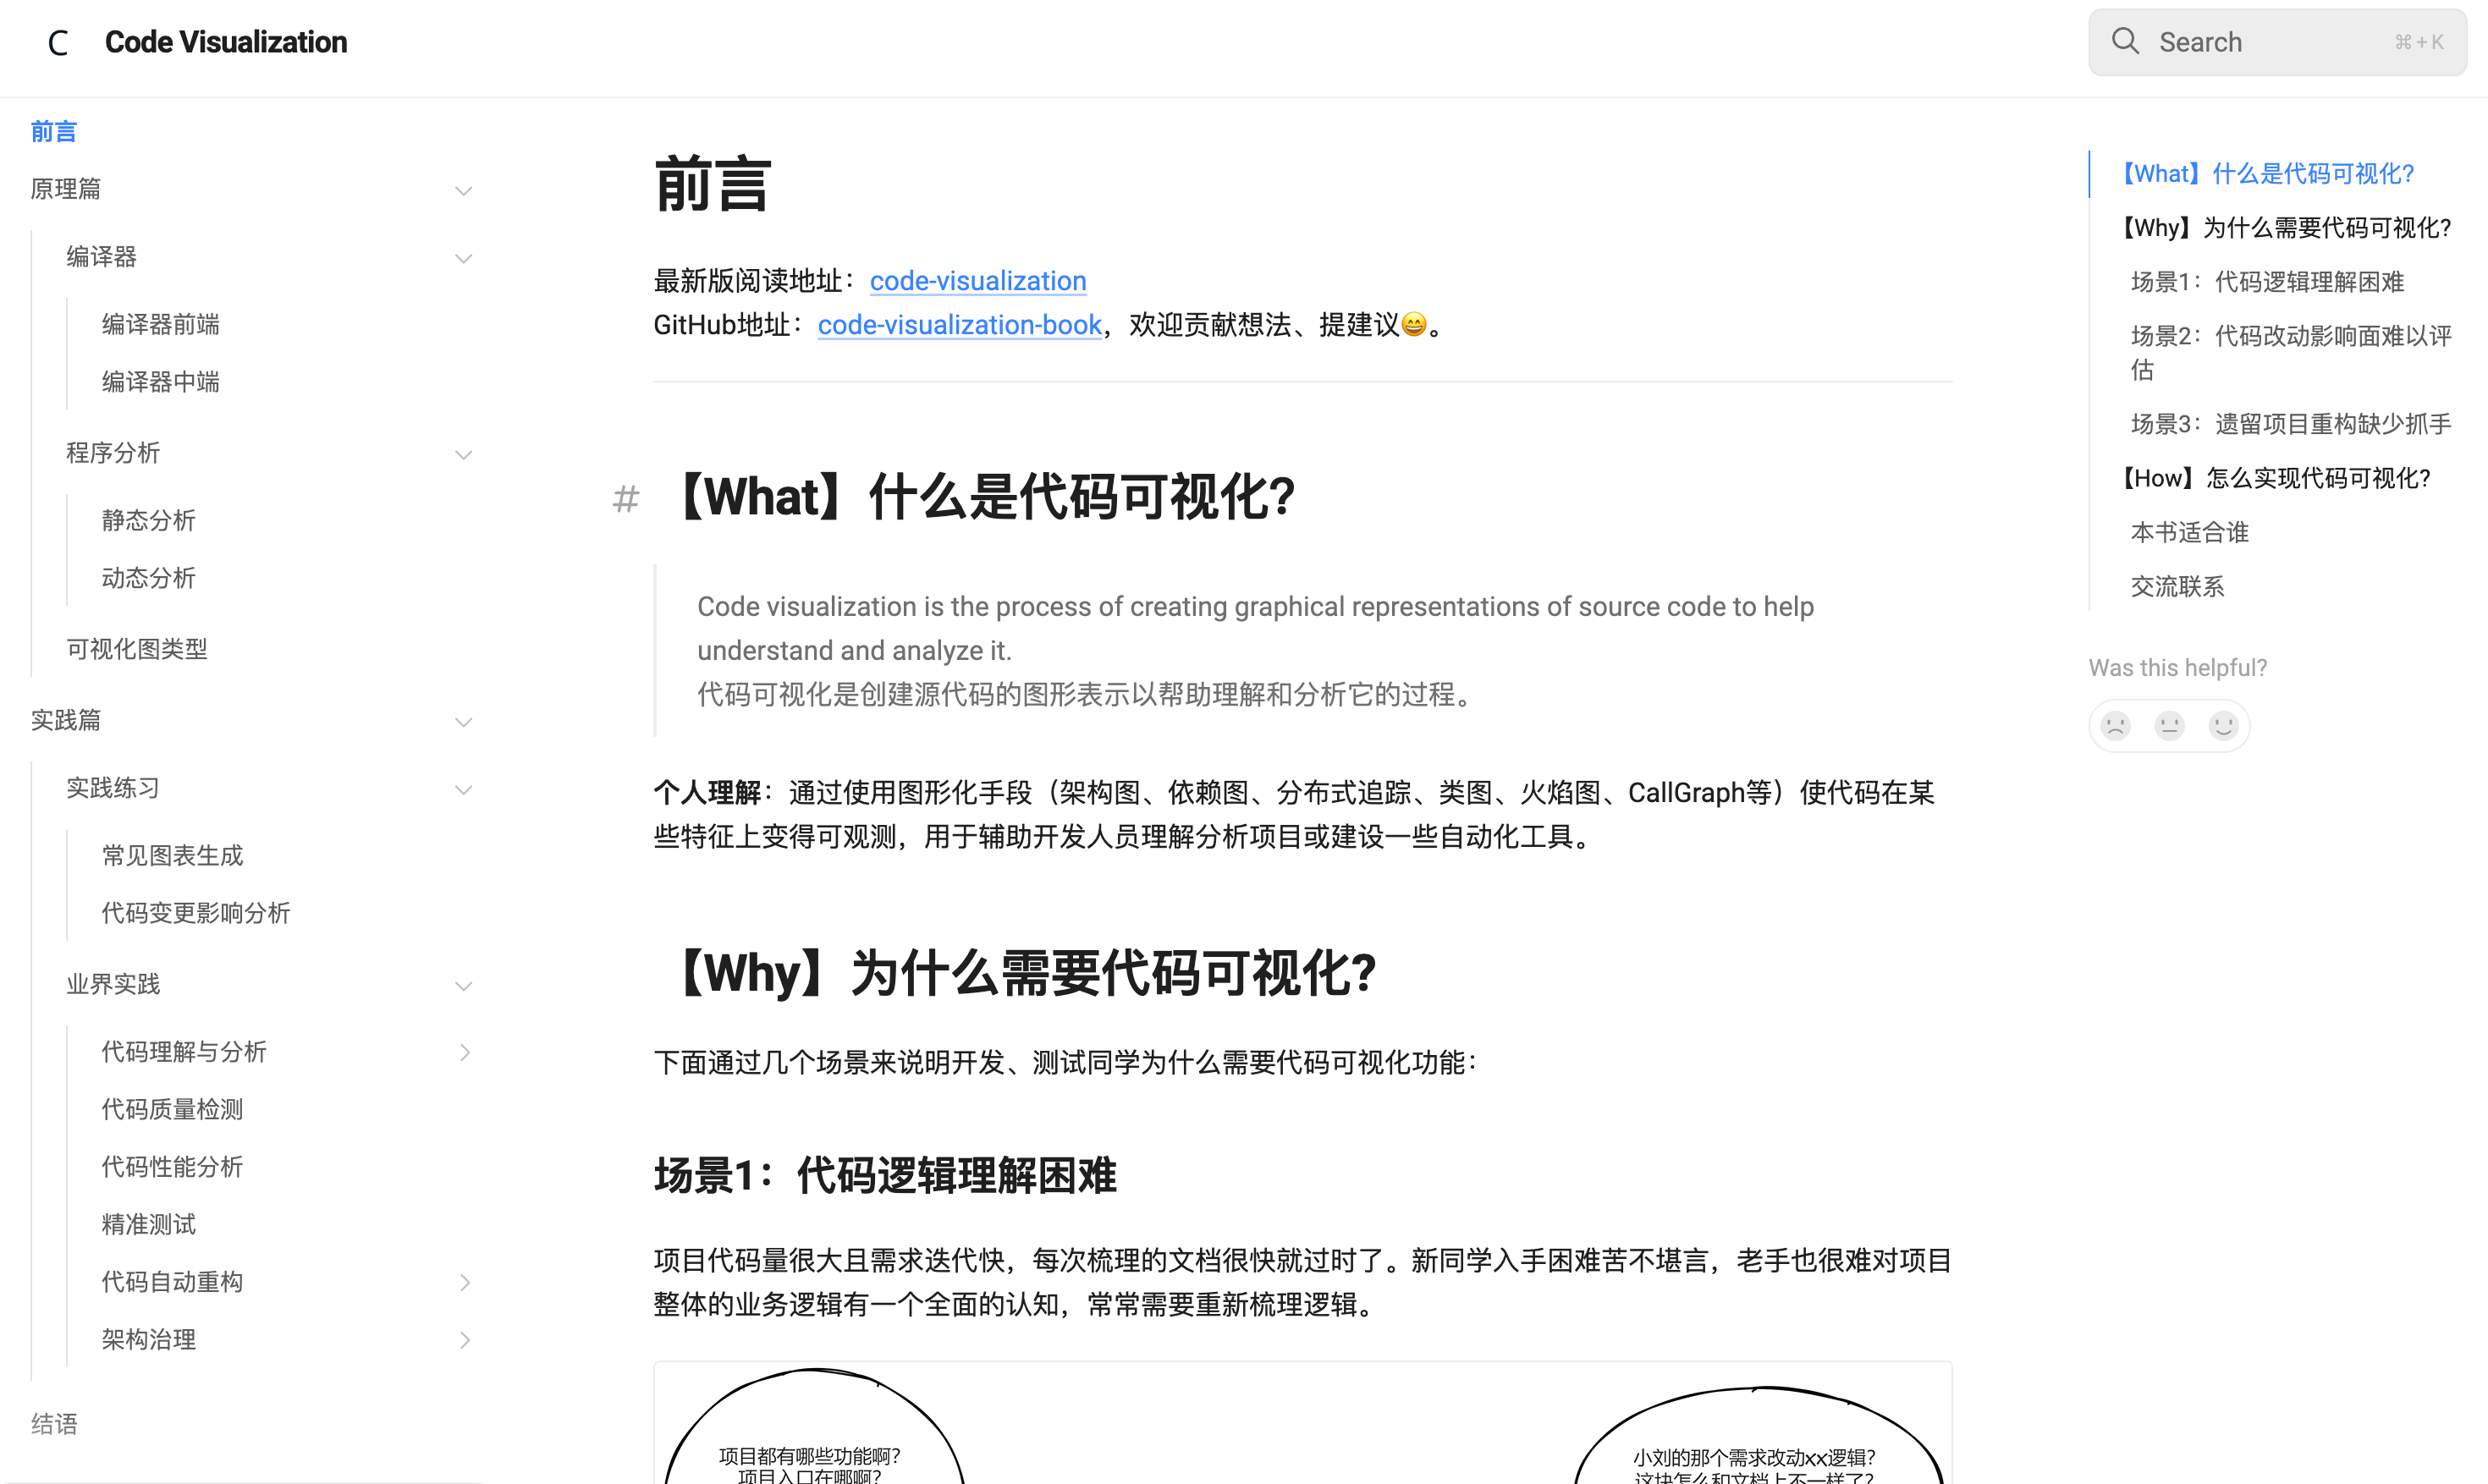 C Code Visualization
Search ⌘+K
前言
原理篇
编译器
编译器前端
编译器中端
程序分析
静态分析
动态分析
可视化图类型
实践篇
实践练习
常见图表生成
代码变更影响分析
业界实践
代码理解与分析
代码质量检测
代码性能分析
精准测试
代码自动重构
架构治理
结语
前言
最新版阅读地址：code-visualization
GitHub地址：code-visualization-book，欢迎贡献想法、提建议😄。
# 【What】什么是代码可视化?
Code visualization is the process of creating graphical representations of source code to help
understand and analyze it.
代码可视化是创建源代码的图形表示以帮助理解和分析它的过程。
个人理解：通过使用图形化手段（架构图、依赖图、分布式追踪、类图、火焰图、CallGraph等）使代码在某
些特征上变得可观测，用于辅助开发人员理解分析项目或建设一些自动化工具。
【Why】为什么需要代码可视化?
下面通过几个场景来说明开发、测试同学为什么需要代码可视化功能：
场景1：代码逻辑理解困难
项目代码量很大且需求迭代快，每次梳理的文档很快就过时了。新同学入手困难苦不堪言，老手也很难对项目
整体的业务逻辑有一个全面的认知，常常需要重新梳理逻辑。
项目都有哪些功能啊?
项目入口在哪啊?
小刘的那个需求改动xx逻辑?
这块怎么和文档上不一样了?
【What】什么是代码可视化?
【Why】为什么需要代码可视化?
场景1：代码逻辑理解困难
场景2：代码改动影响面难以评
估
场景3：遗留项目重构缺少抓手
【How】怎么实现代码可视化?
本书适合谁
交流联系
Was this helpful?